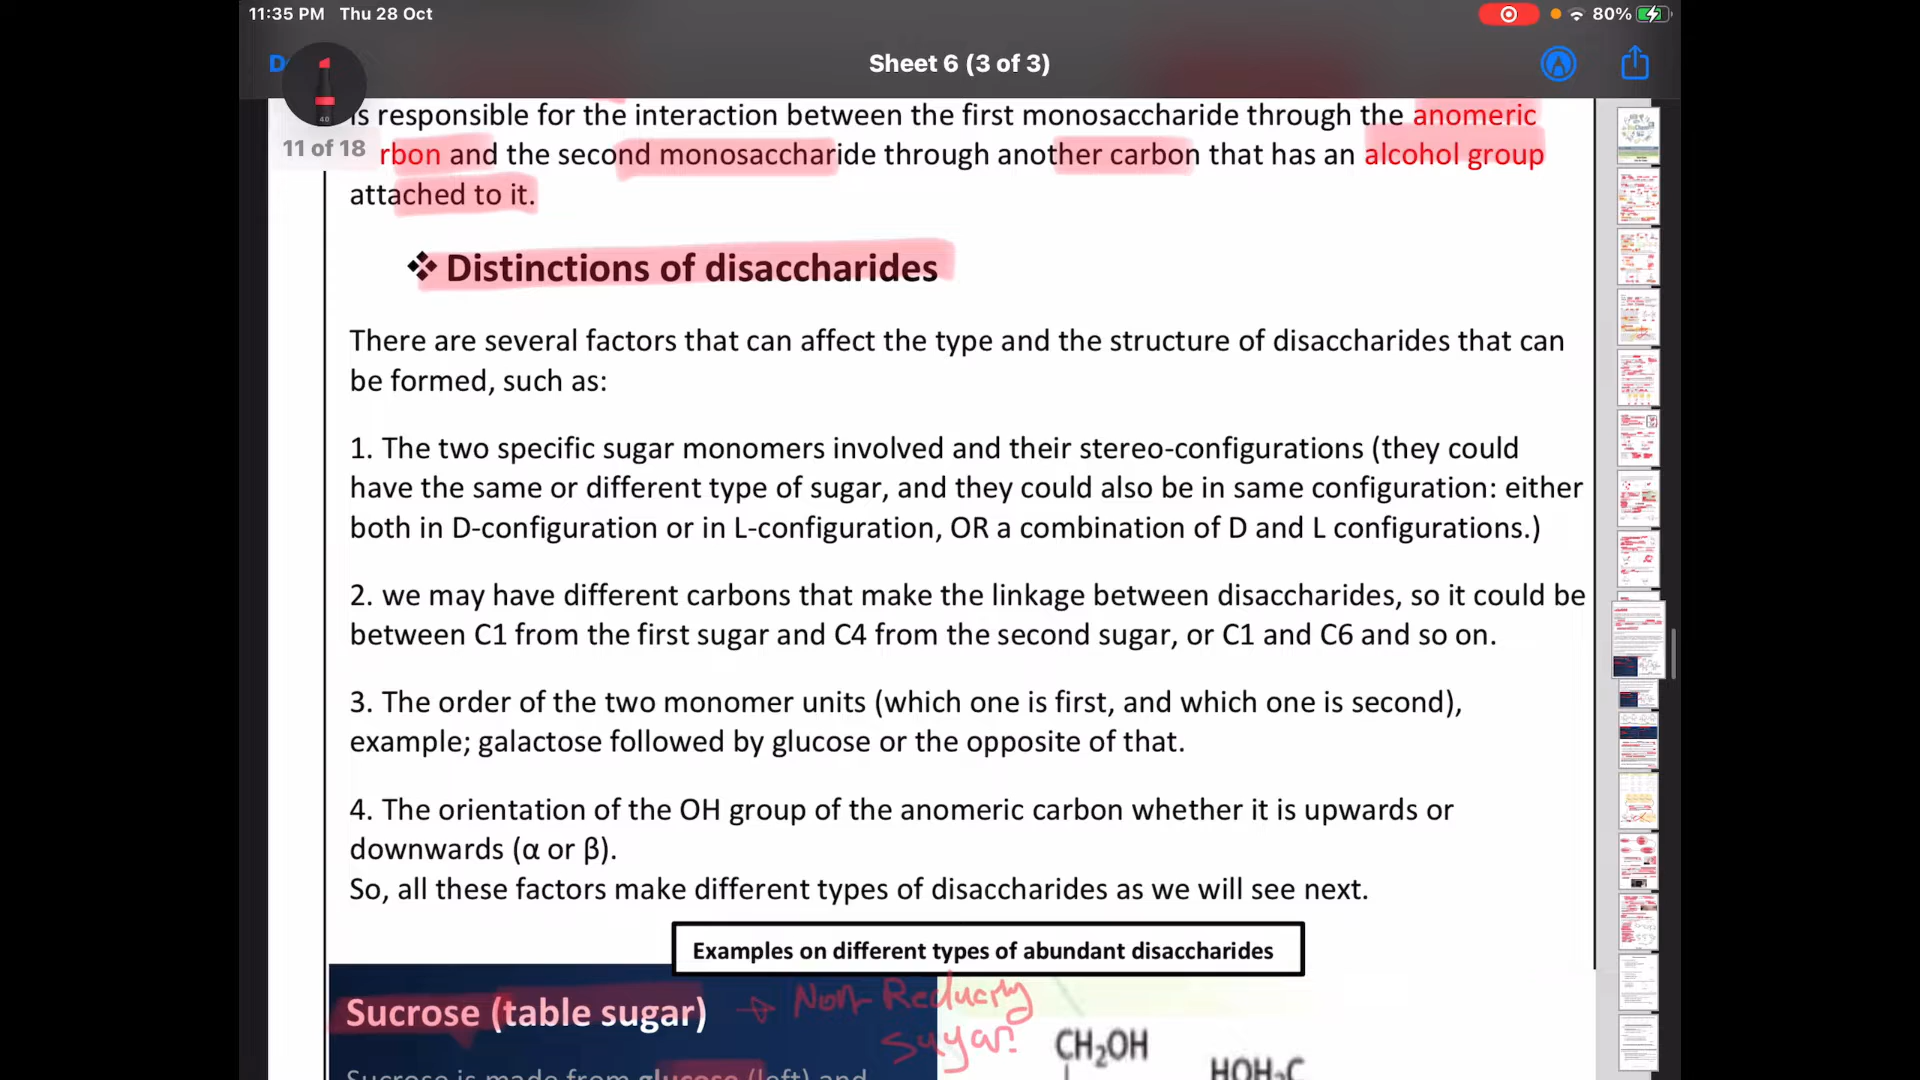 11:35 PM Thu 28 Oct
80%
Sheet 6 (3 of 3)
40
11 of 18
is responsible for the interaction between the first monosaccharide through the anomeric
rbon and the second monosaccharide through another carbon that has an alcohol group
attached to it.
❖ Distinctions of disaccharides
There are several factors that can affect the type and the structure of disaccharides that can
be formed, such as:
1. The two specific sugar monomers involved and their stereo-configurations (they could
have the same or different type of sugar, and they could also be in same configuration: either
both in D-configuration or in L-configuration, OR a combination of D and L configurations.)
2. we may have different carbons that make the linkage between disaccharides, so it could be
between C1 from the first sugar and C4 from the second sugar, or C1 and C6 and so on.
3. The order of the two monomer units (which one is first, and which one is second),
example; galactose followed by glucose or the opposite of that.
4. The orientation of the OH group of the anomeric carbon whether it is upwards or
downwards (α or β).
So, all these factors make different types of disaccharides as we will see next.
Examples on different types of abundant disaccharides
Sucrose (table sugar) → Non-Reducing
sugar
CH₂OH
HOH₂C
Sucrose is made from glucose (left) and